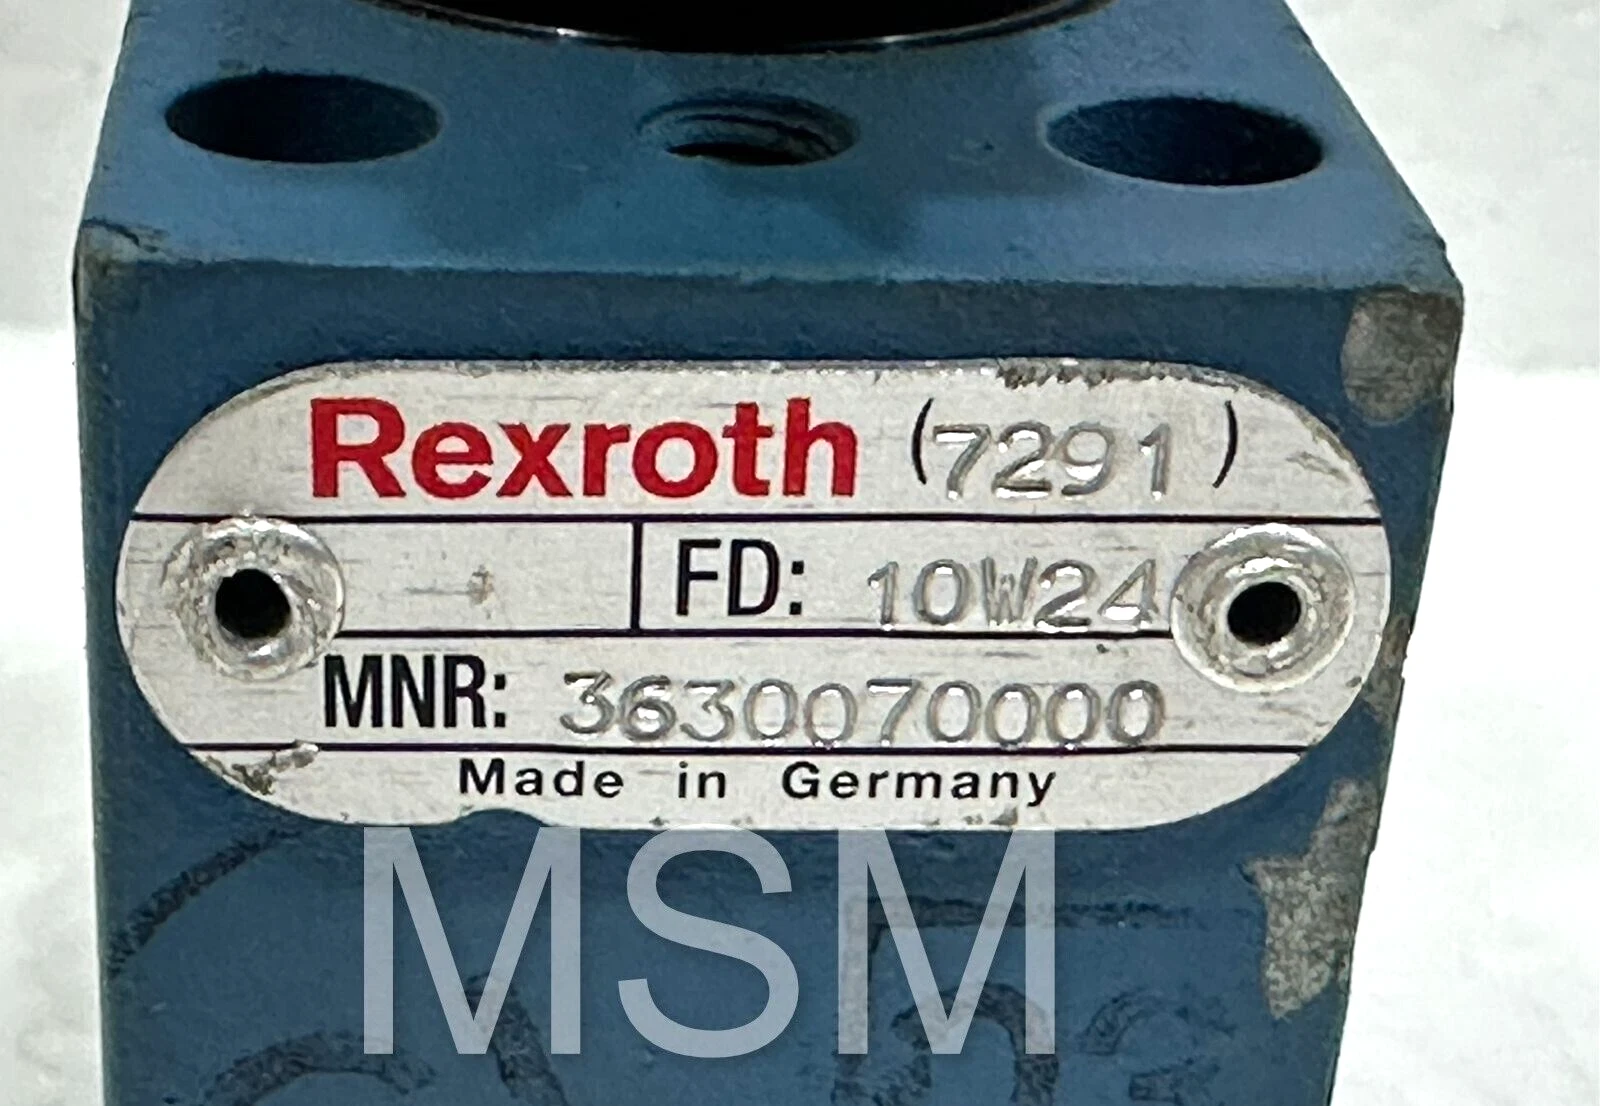 Rexroth (7291)
FD: 10W24
MNR: 3630070000
Made in Germany
MSM